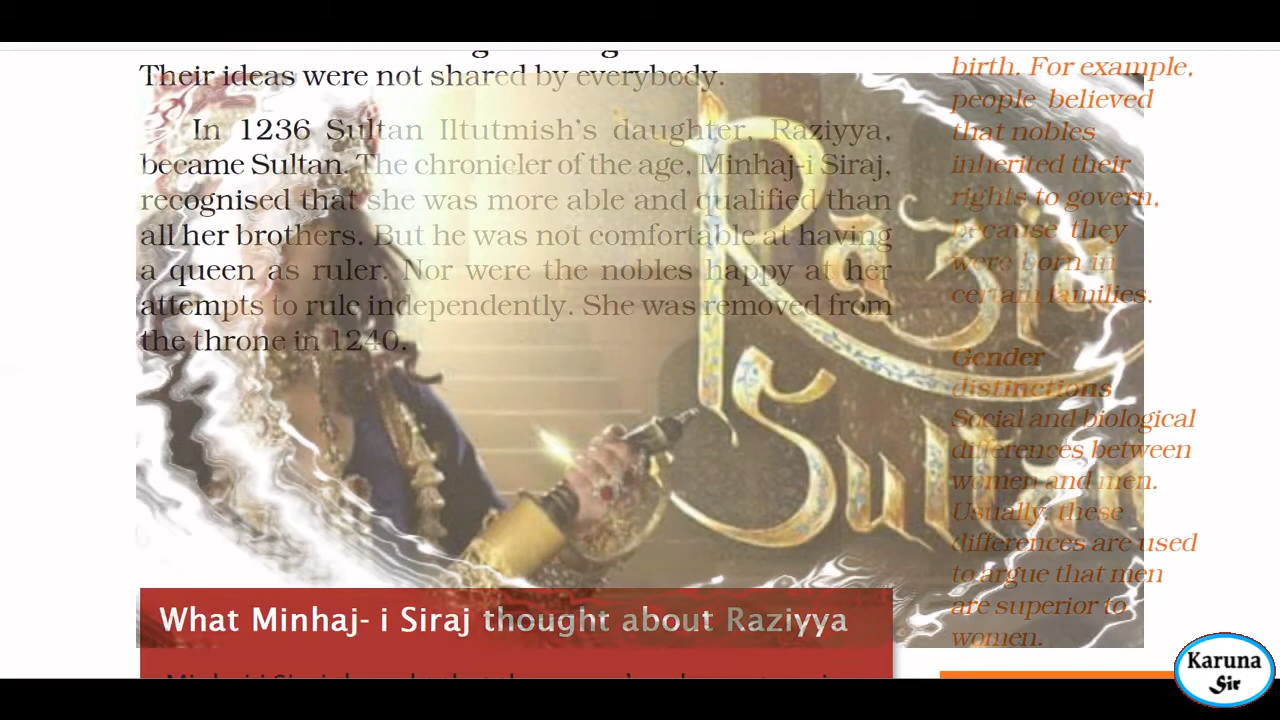 Their ideas were not shared by everybody.
In 1236 Sultan Iltutmish's daughter, Raziyya,
became Sultan. The chronicler of the age, Minhaj-i Siraj,
recognised that she was more able and qualified than
all her brothers. But he was not comfortable at having
a queen as ruler. Nor were the nobles happy at her
attempts to rule independently. She was removed from
the throne in 1240.
What Minhaj- i Siraj thought about Raziyya
birth. For example,
people believed
that nobles
inherited their
rights to govern,
because they
were born in
certain families.
Gender
distinctions
Social and biological
differences between
women and men.
Usually, these
differences are used
to argue that men
are superior to
women.
Razia
Sultan
Karuna
Sir